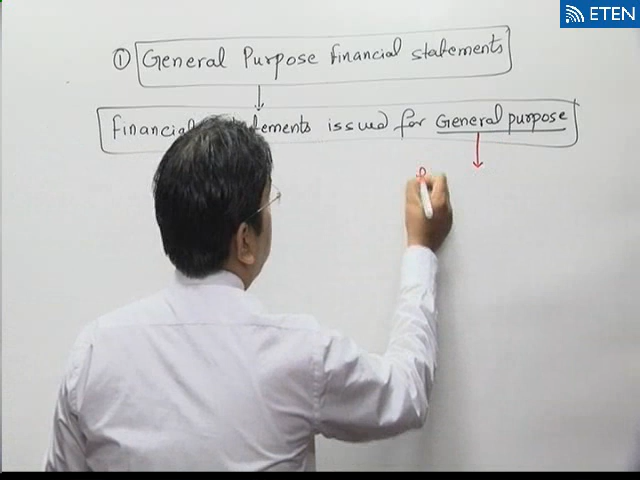 ETEN
① General Purpose financial statements
financial statements issued for General purpose